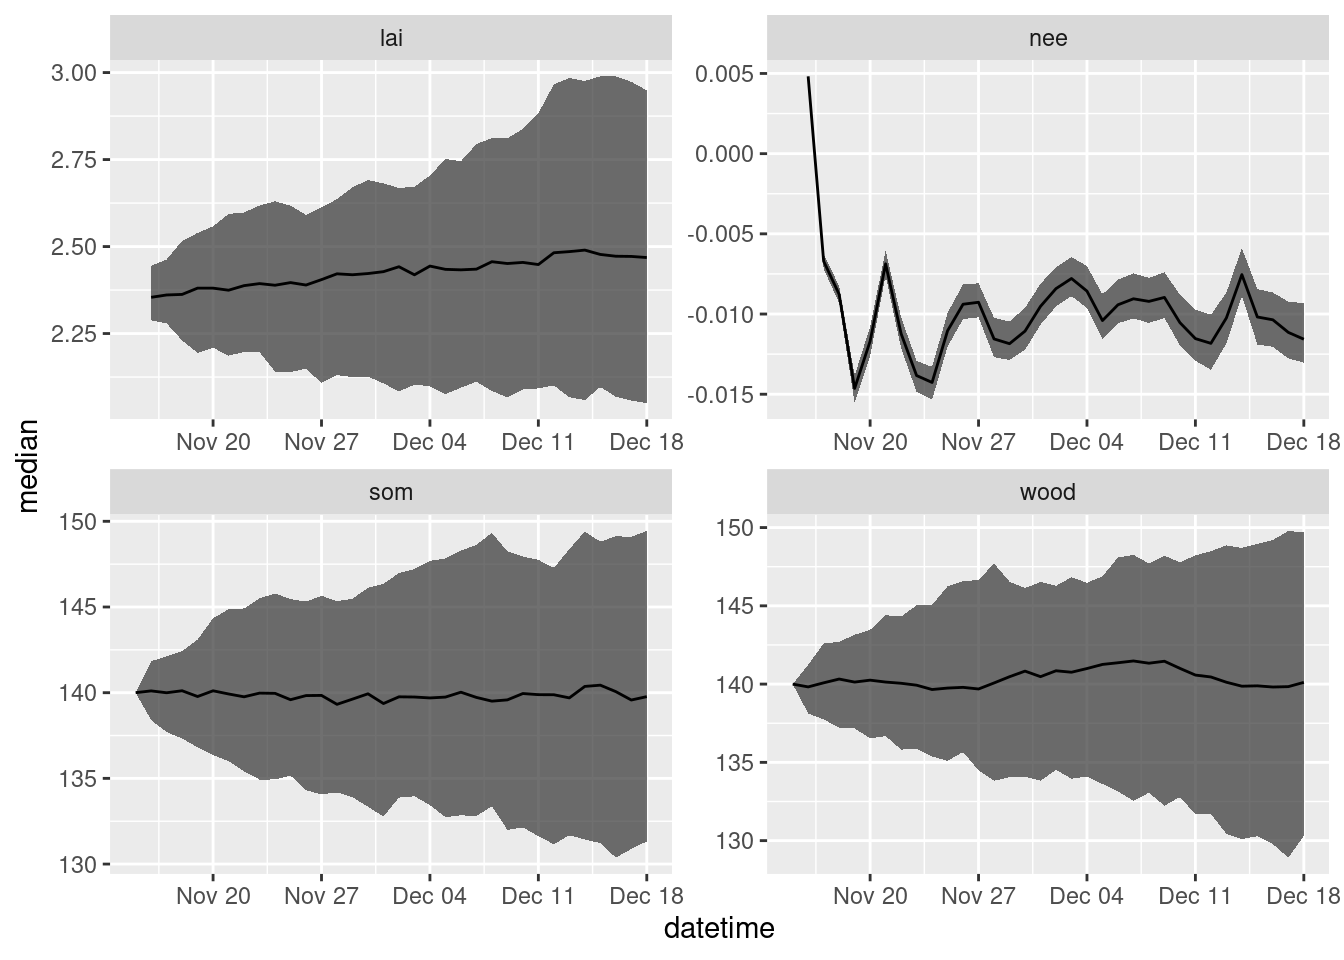 lai
3.00
2.75
2.50
2.25
Nov 20 Nov 27 Dec 04 Dec 11 Dec 18
nee
0.005
0.000
-0.005
-0.010
-0.015
Nov 20 Nov 27 Dec 04 Dec 11 Dec 18
median
som
150
145
140
135
130
Nov 20 Nov 27 Dec 04 Dec 11 Dec 18
wood
150
145
140
135
130
Nov 20 Nov 27 Dec 04 Dec 11 Dec 18
datetime